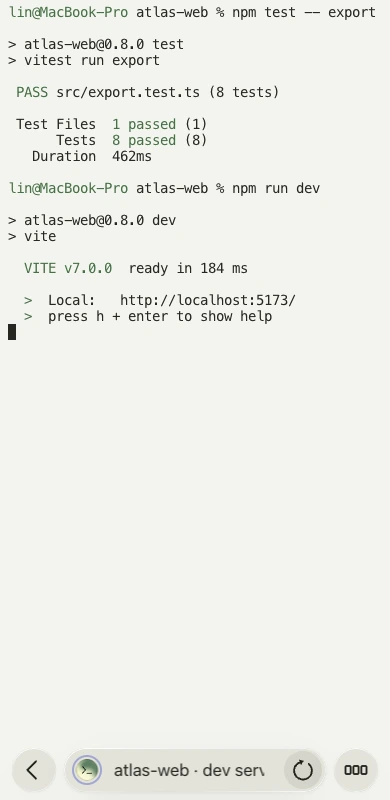 lin@MacBook-Pro atlas-web % npm test -- export
> atlas-web@0.8.0 test
> vitest run export
PASS src/export.test.ts (8 tests)
Test Files  1 passed (1)
Tests  8 passed (8)
Duration  462ms
lin@MacBook-Pro atlas-web % npm run dev
> atlas-web@0.8.0 dev
> vite
VITE v7.0.0  ready in 184 ms
>  Local:   http://localhost:5173/
>  press h + enter to show help
atlas-web · dev serv